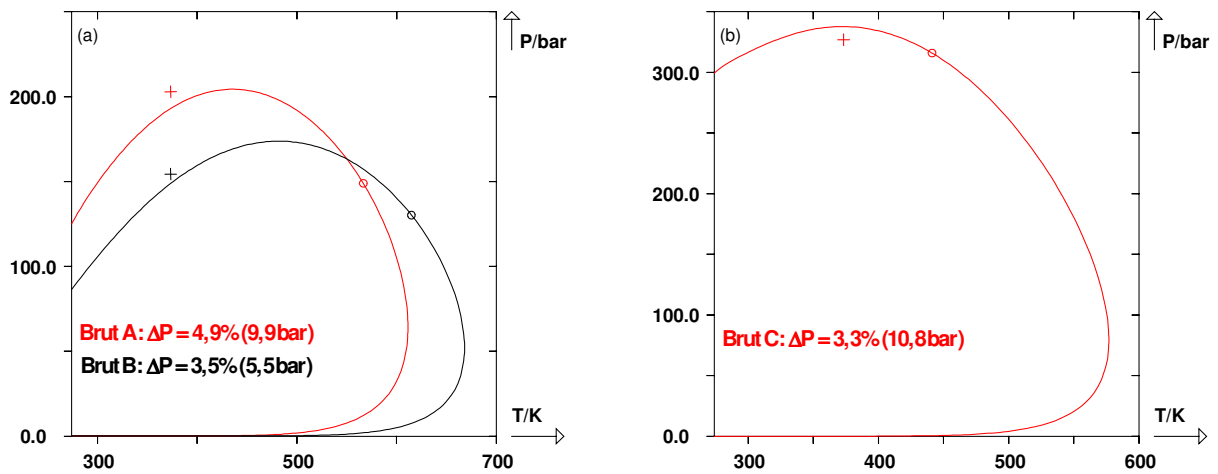 (a)
P/bar
200.0
100.0
Brut A: ΔP = 4,9% (9,9bar)
Brut B: ΔP = 3,5% (5,5bar)
T/K
0.0
300
500
700
(b)
P/bar
300.0
200.0
100.0
Brut C: ΔP = 3,3% (10,8bar)
T/K
0.0
300
400
500
600